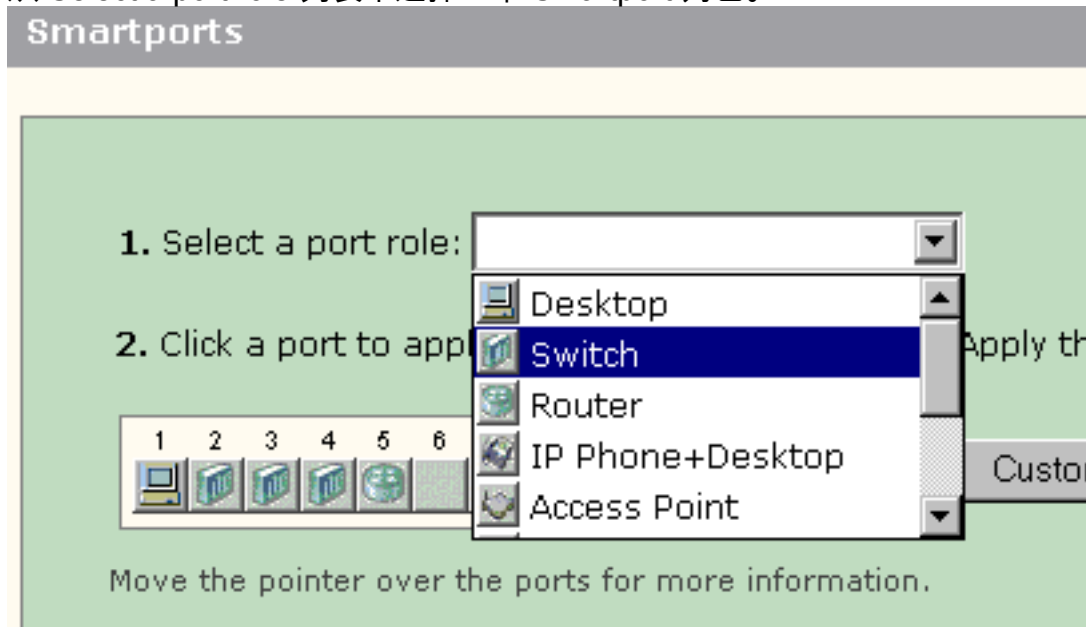 Smartports
1. Select a port role:
Desktop
2. Click a port to appl
Switch
Apply th
Router
1 2 3 4 5 6
IP Phone+Desktop
Custo
Access Point
Move the pointer over the ports for more information.